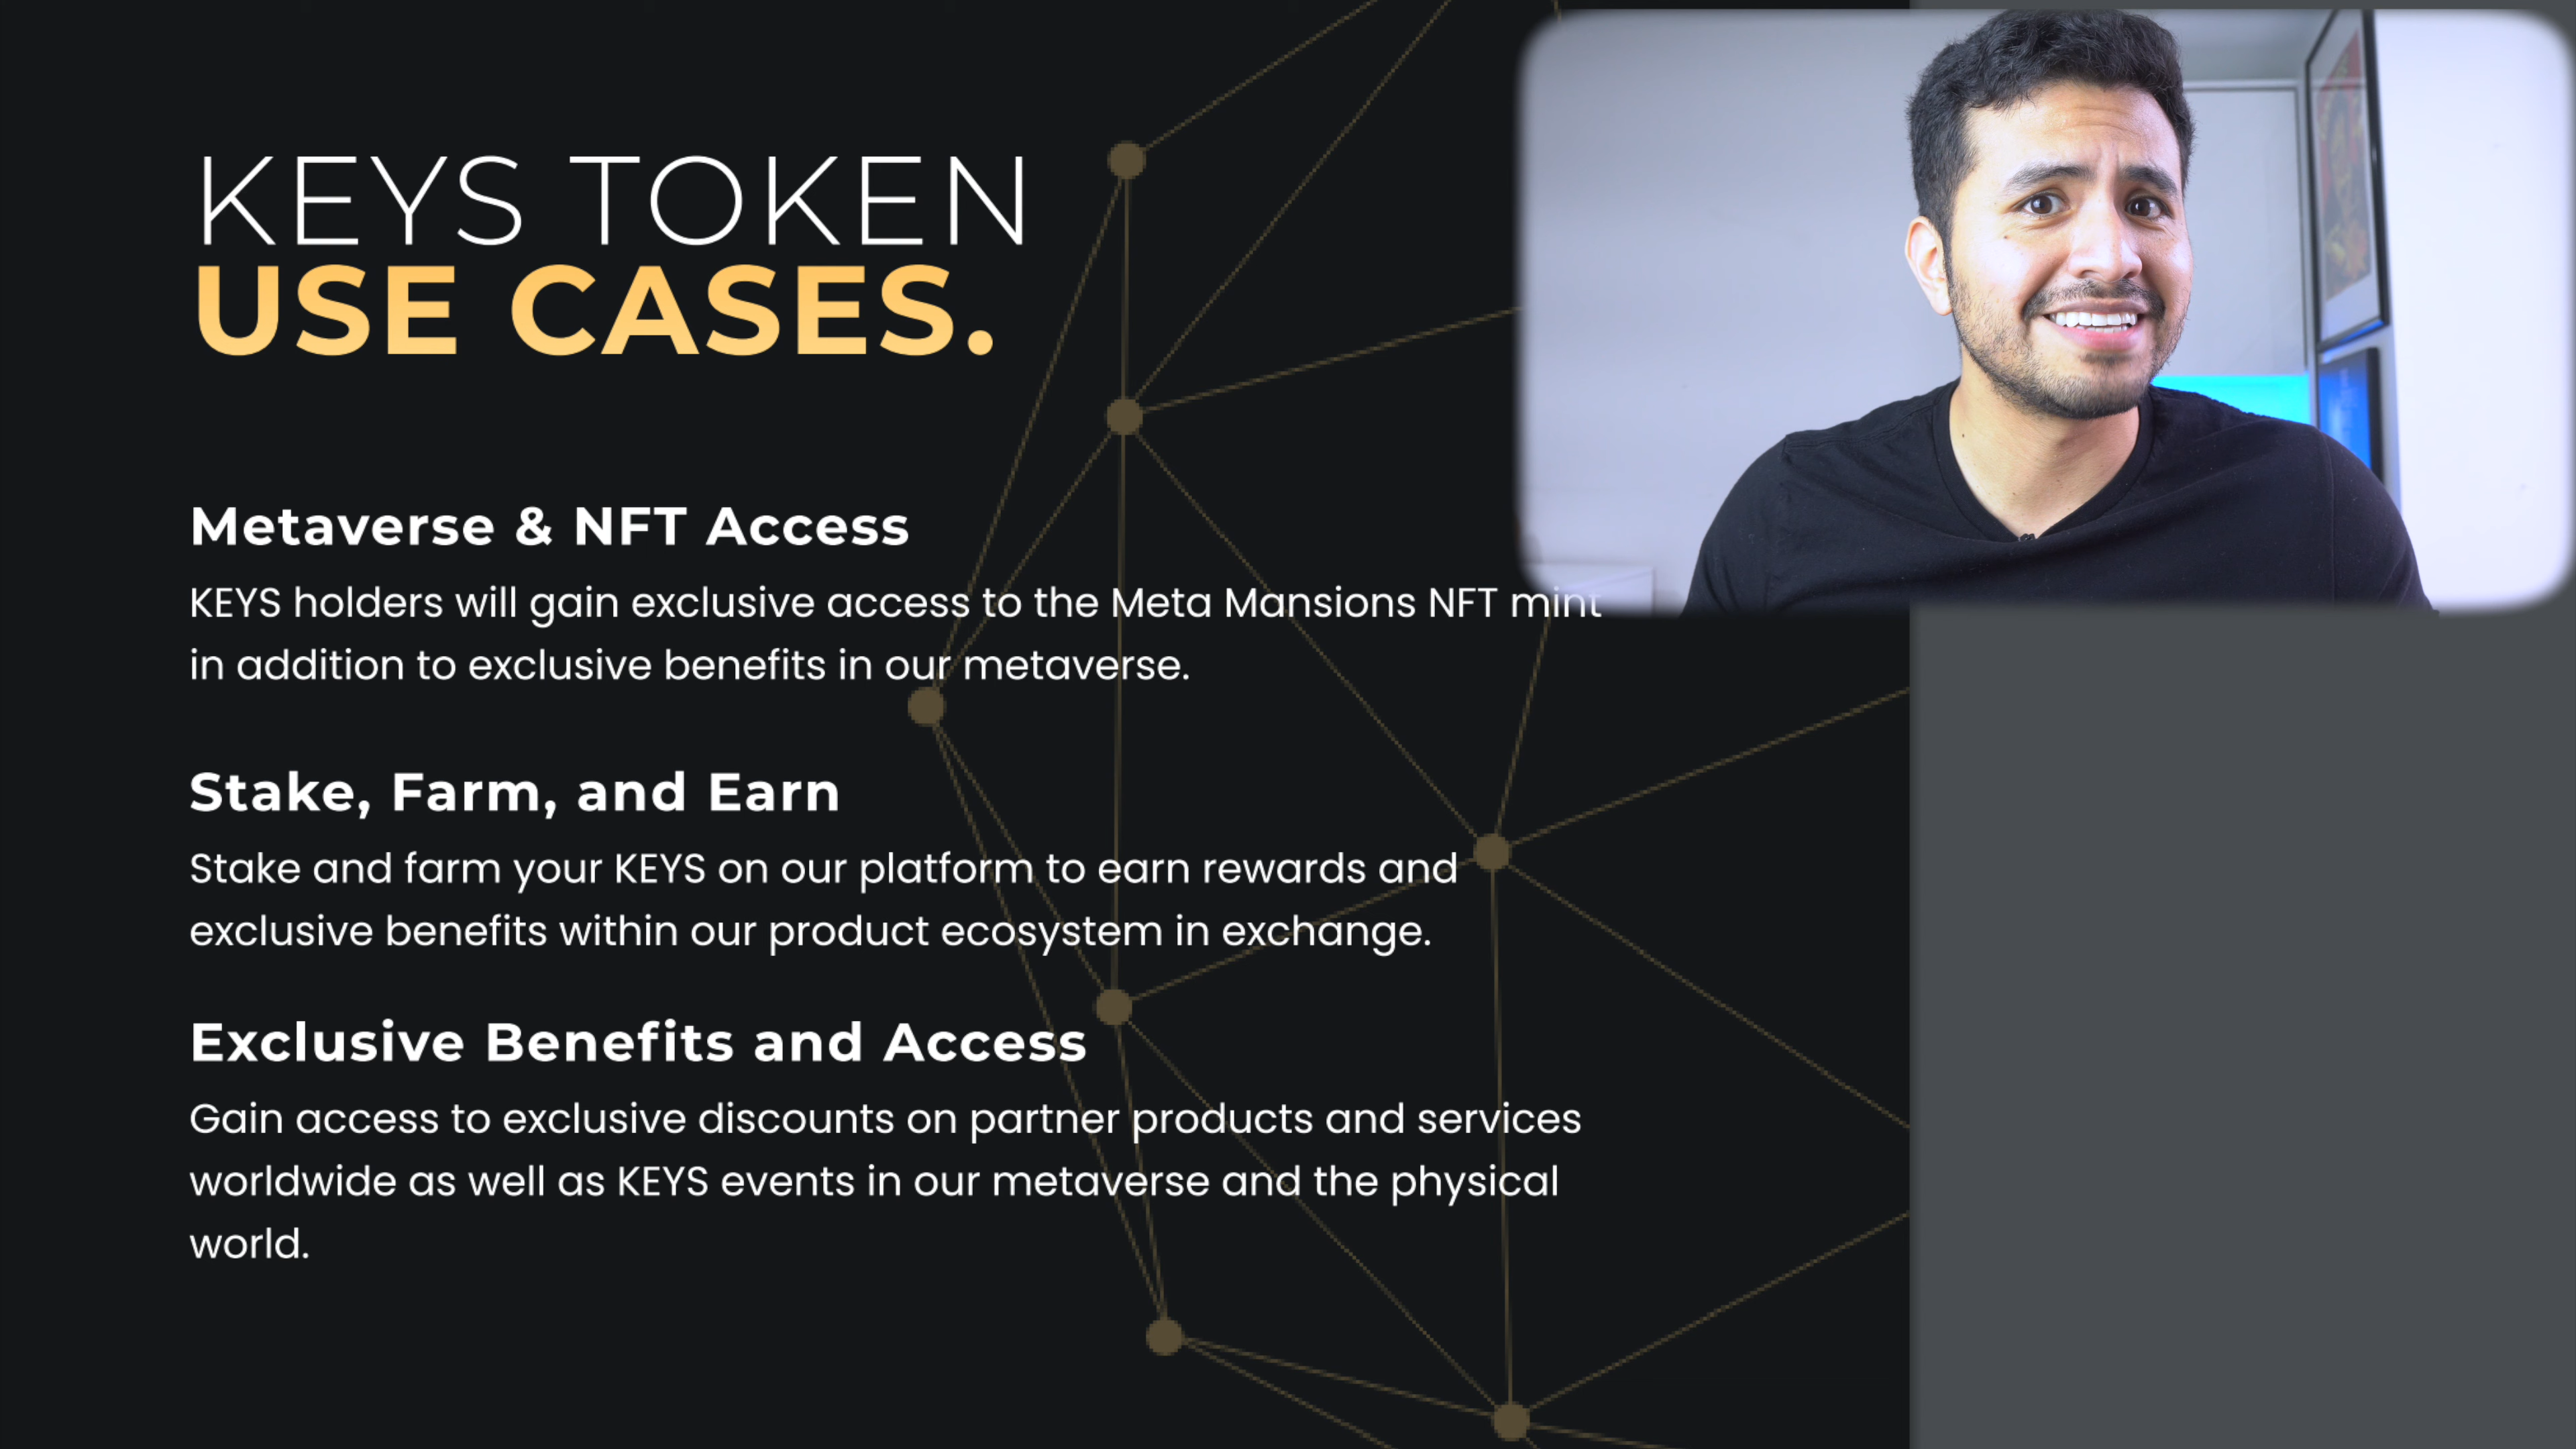 KEYS TOKEN
USE CASES.
Metaverse & NFT Access
KEYS holders will gain exclusive access to the Meta Mansions NFT mint
in addition to exclusive benefits in our metaverse.
Stake, Farm, and Earn
Stake and farm your KEYS on our platform to earn rewards and
exclusive benefits within our product ecosystem in exchange.
Exclusive Benefits and Access
Gain access to exclusive discounts on partner products and services
worldwide as well as KEYS events in our metaverse and the physical
world.